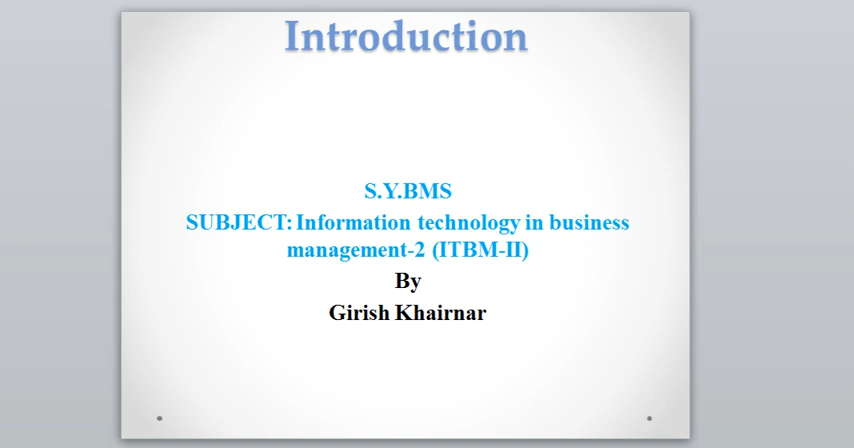 Introduction
S.Y.BMS
SUBJECT: Information technology in business
management-2 (ITBM-II)
By
Girish Khairnar